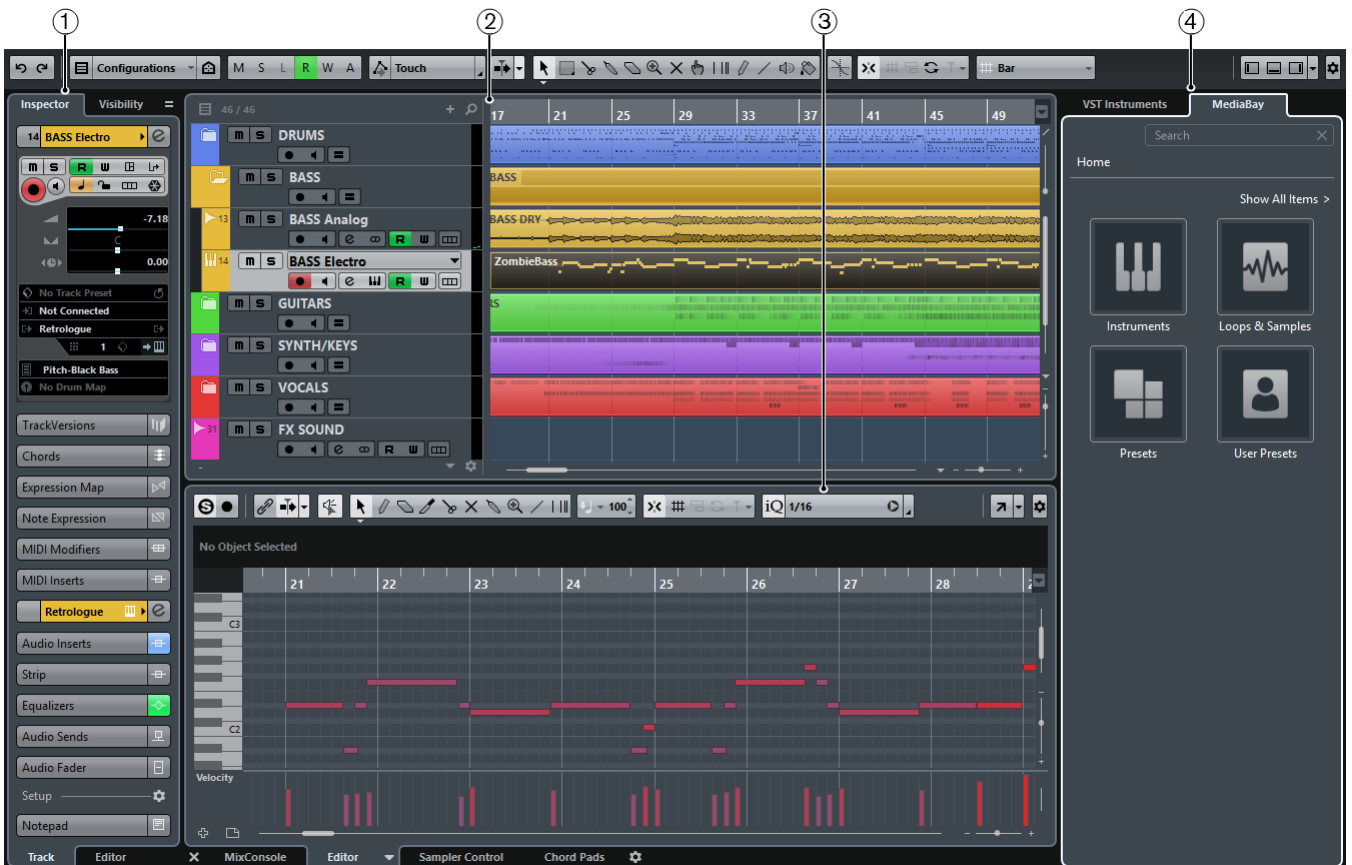 1 2 3 4
Configurations M S L R W A Touch Bar
Inspector Visibility
14 BASS Electro
m S R W
-7.18
C
0.00
No Track Preset
Not Connected
Retrologue
1
Pitch-Black Bass
No Drum Map
TrackVersions
Chords
Expression Map
Note Expression
MIDI Modifiers
MIDI Inserts
Retrologue
Audio Inserts
Strip
Equalizers
Audio Sends
Audio Fader
Setup
Notepad
Track Editor
46 / 46
m S DRUMS
m S BASS
13 m S BASS Analog
R W
14 m S BASS Electro
R W
m S GUITARS
m S SYNTH/KEYS
m S VOCALS
31 m S FX SOUND
R W
17 21 25 29 33 37 41 45 49
BASS
BASS DRY
ZombieBass
RS
S 100 iQ 1/16
No Object Selected
21 22 23 24 25 26 27 28 2
C3
C2
Velocity
MixConsole Editor Sampler Control Chord Pads
VST Instruments MediaBay
Search
Home
Show All Items >
Instruments Loops & Samples
Presets User Presets